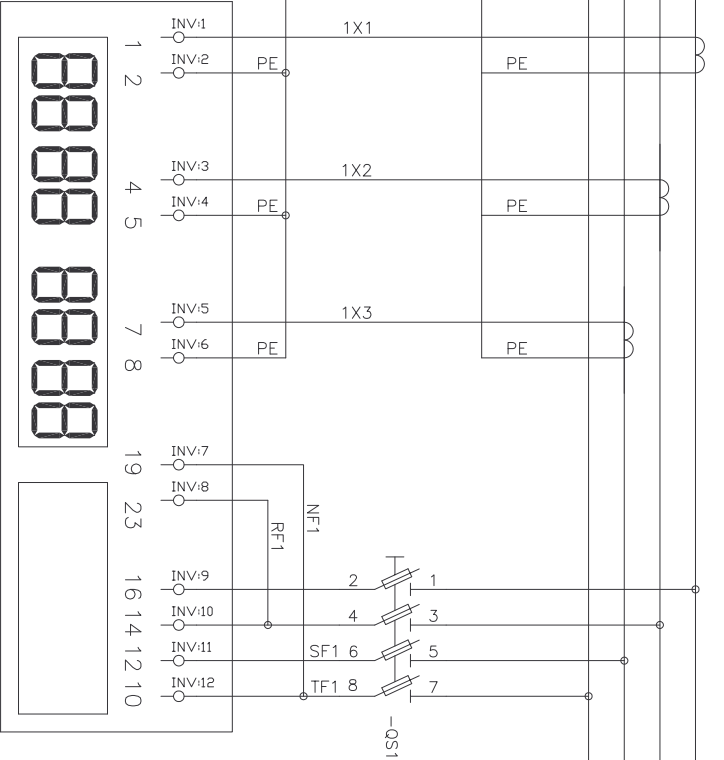 INV:1
1 1X1
INV:2
2 PE PE
INV:3
4 1X2
INV:4
5 PE PE
INV:5
7 1X3
INV:6
8 PE PE
INV:7
19
INV:8
23 RF1 NF1
INV:9
16 2 1
INV:10
14 4 3
INV:11
12 SF1 6 5
INV:12
10 TF1 8 7
-QS1